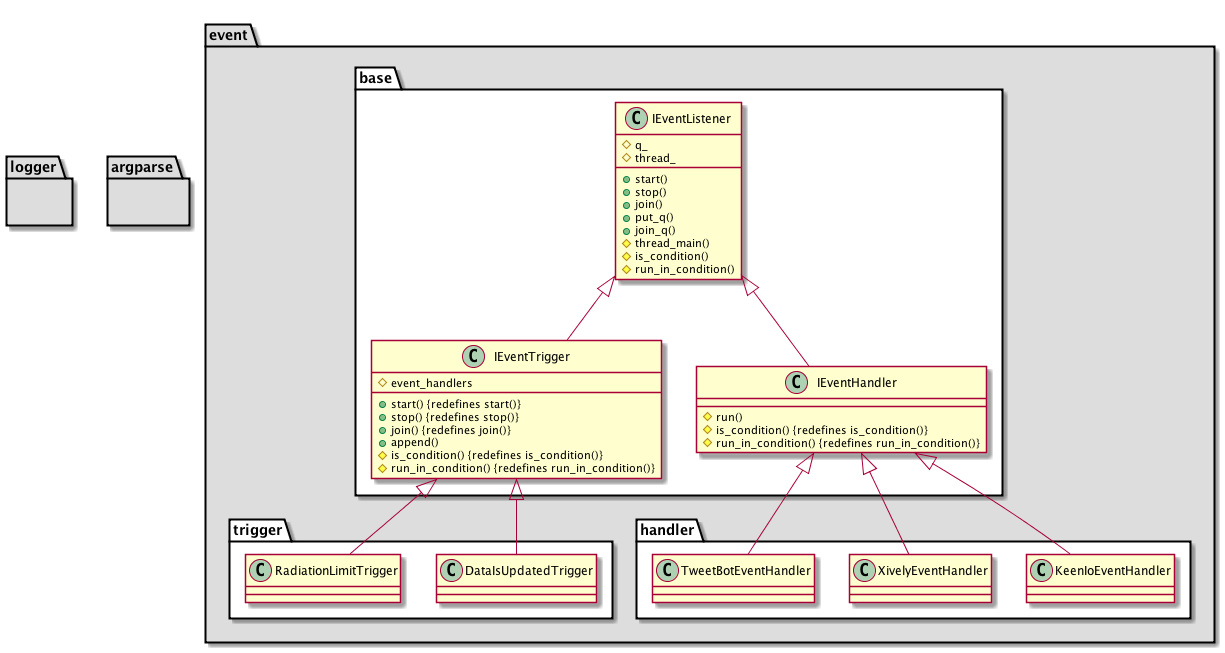 event
base
C IEventListener
q_
thread_
start()
stop()
join()
put_q()
join_q()
thread_main()
is_condition()
run_in_condition()
logger
argparse
C IEventTrigger
event_handlers
start() {redefines start()}
stop() {redefines stop()}
join() {redefines join()}
append()
is_condition() {redefines is_condition()}
run_in_condition() {redefines run_in_condition()}
C IEventHandler
run()
is_condition() {redefines is_condition()}
run_in_condition() {redefines run_in_condition()}
trigger
C RadiationLimitTrigger
C DataIsUpdatedTrigger
handler
C TweetBotEventHandler
C XivelyEventHandler
C KeenIoEventHandler